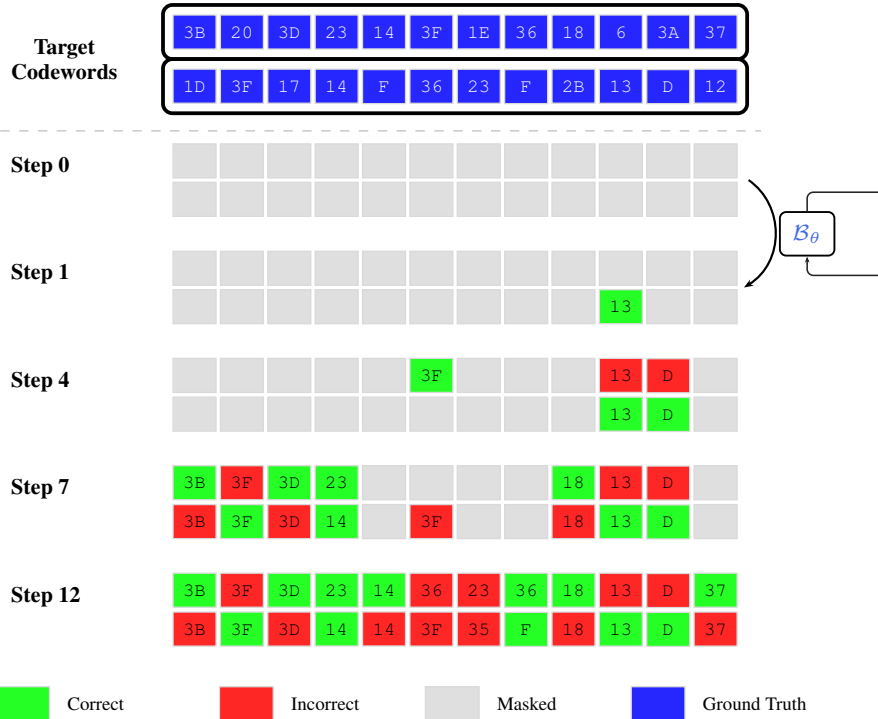 Target
Codewords
3B 20 3D 23 14 3F 1E 36 18 6 3A 37
1D 3F 17 14 F 36 23 F 2B 13 D 12
Step 0
ℬθ
Step 1
13
Step 4
3F 13 D
13 D
Step 7
3B 3F 3D 23 18 13 D
3B 3F 3D 14 3F 18 13 D
Step 12
3B 3F 3D 23 14 36 23 36 18 13 D 37
3B 3F 3D 14 14 3F 35 F 18 13 D 37
Correct Incorrect Masked Ground Truth